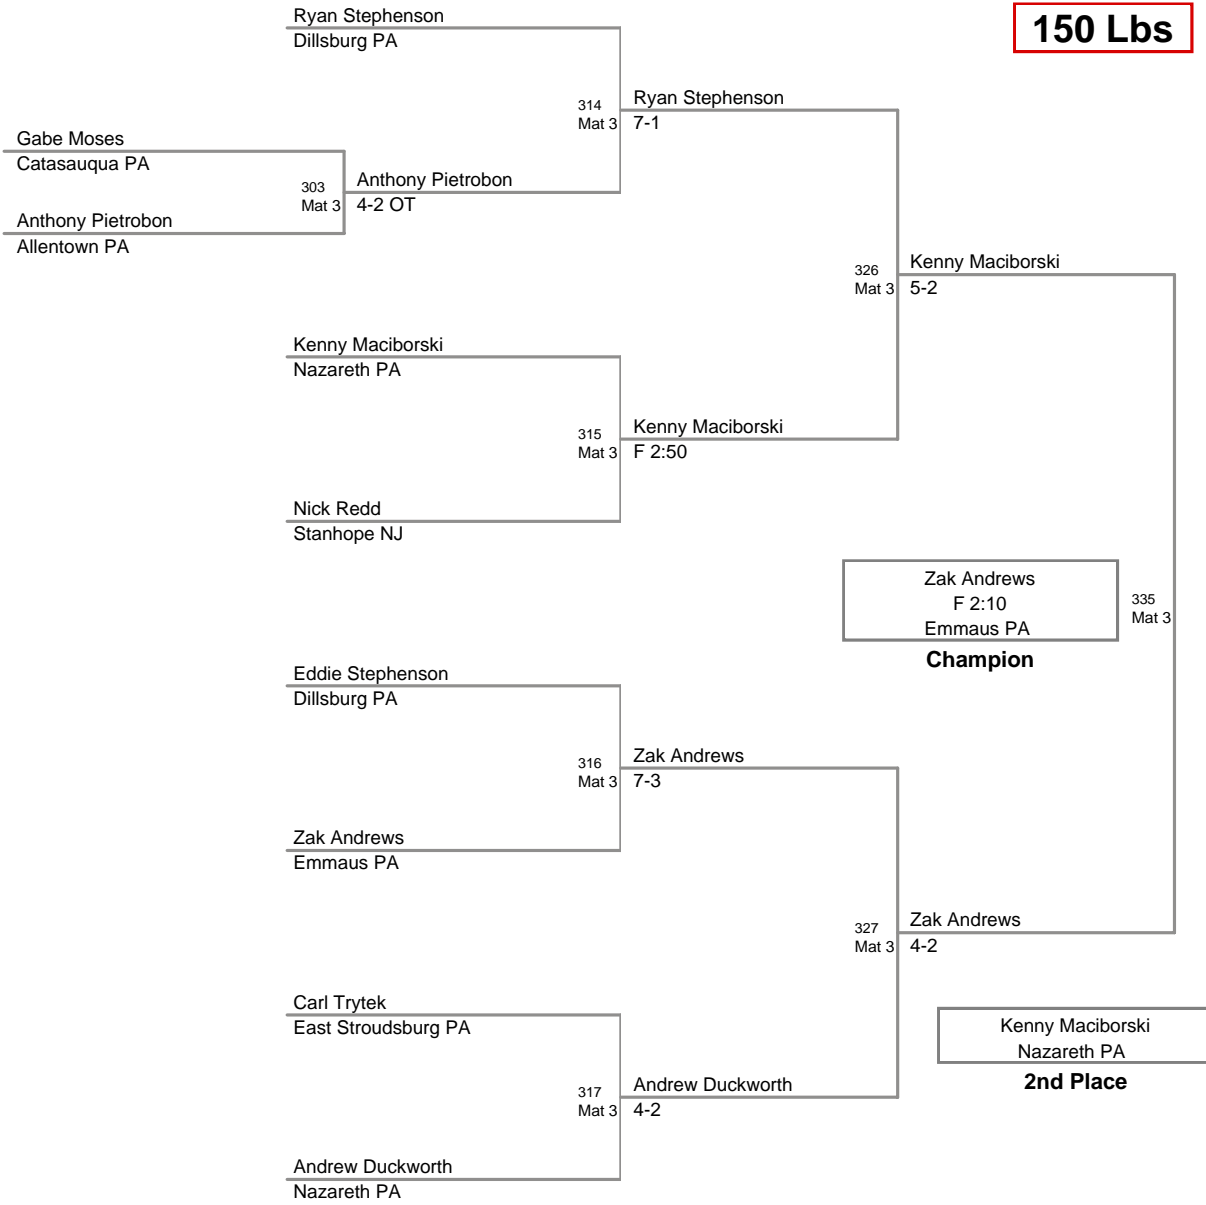 150 Lbs
Ryan Stephenson
Dillsburg PA
314
Mat 3
Ryan Stephenson
7-1
Gabe Moses
Catasauqua PA
303
Mat 3
Anthony Pietrobon
4-2 OT
Anthony Pietrobon
Allentown PA
326
Mat 3
Kenny Maciborski
5-2
Kenny Maciborski
Nazareth PA
315
Mat 3
Kenny Maciborski
F 2:50
Nick Redd
Stanhope NJ
Zak Andrews
F 2:10
Emmaus PA
Champion
335
Mat 3
Eddie Stephenson
Dillsburg PA
316
Mat 3
Zak Andrews
7-3
Zak Andrews
Emmaus PA
327
Mat 3
Zak Andrews
4-2
Carl Trytek
East Stroudsburg PA
Kenny Maciborski
Nazareth PA
2nd Place
317
Mat 3
Andrew Duckworth
4-2
Andrew Duckworth
Nazareth PA